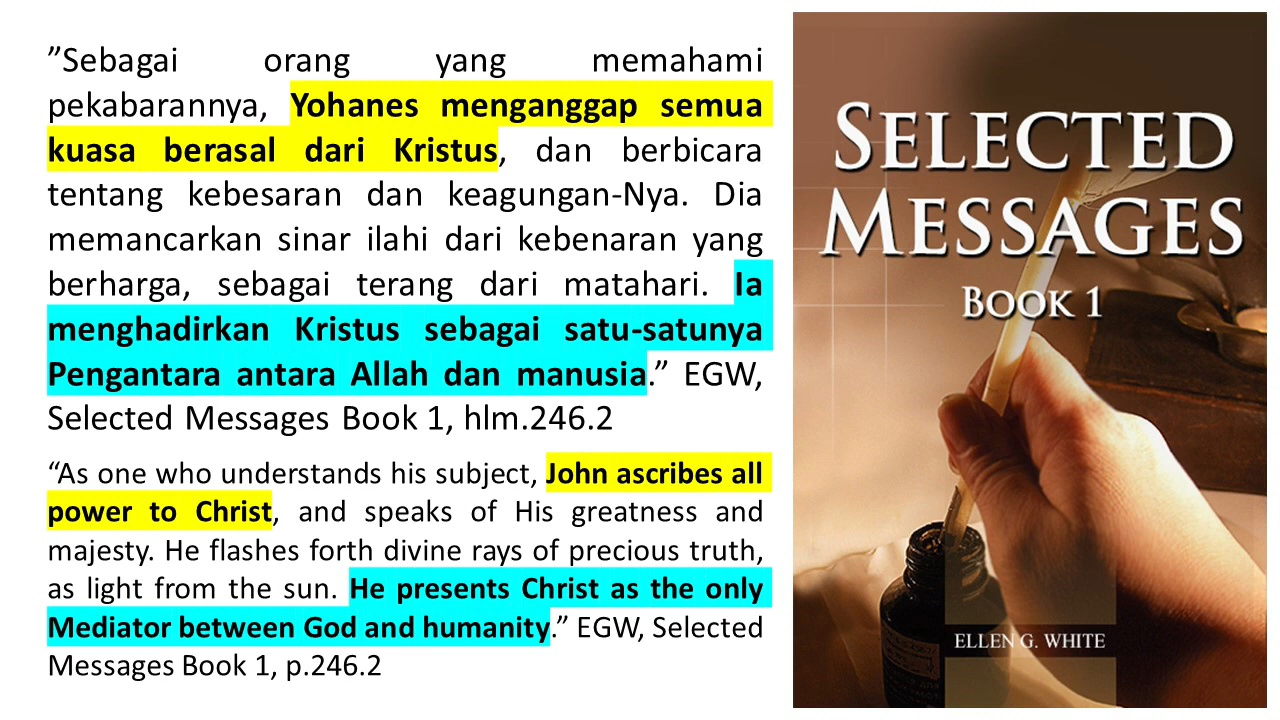 ”Sebagai orang yang memahami
pekabarannya, Yohanes menganggap semua
kuasa berasal dari Kristus, dan berbicara
tentang kebesaran dan keagungan-Nya. Dia
memancarkan sinar ilahi dari kebenaran yang
berharga, sebagai terang dari matahari. Ia
menghadirkan Kristus sebagai satu-satunya
Pengantara antara Allah dan manusia.” EGW,
Selected Messages Book 1, hlm.246.2
“As one who understands his subject, John ascribes all
power to Christ, and speaks of His greatness and
majesty. He flashes forth divine rays of precious truth,
as light from the sun. He presents Christ as the only
Mediator between God and humanity.” EGW, Selected
Messages Book 1, p.246.2
SELECTED
MESSAGES
BOOK 1
ELLEN G. WHITE